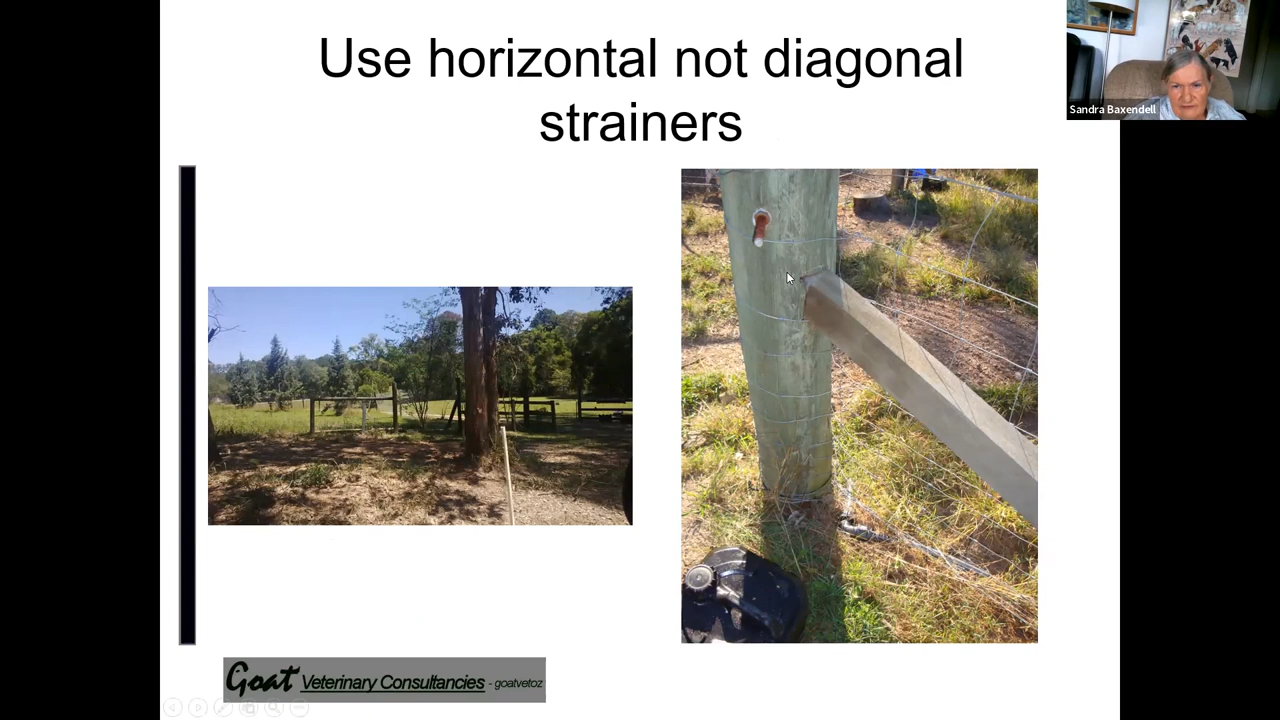 Use horizontal not diagonal
strainers
Sandra Baxendell
Goat Veterinary Consultancies - goatvetoz